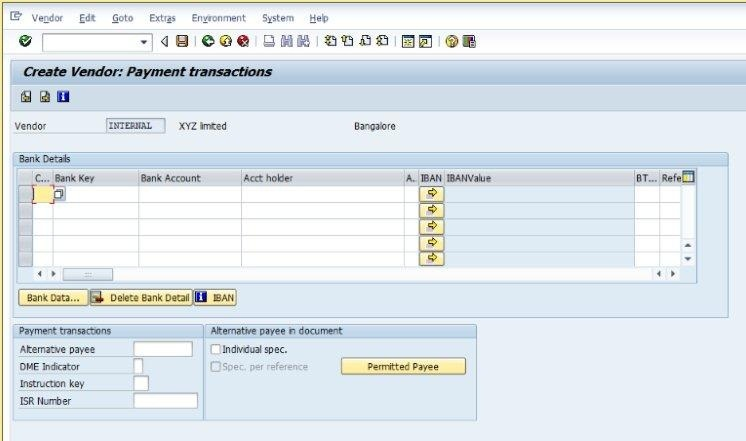 Vendor Edit Goto Extras Environment System Help
Create Vendor: Payment transactions
Vendor INTERNAL XYZ limted Bangalore
Bank Details
C... Bank Key Bank Account Acct holder A.. IBAN IBANValue BT... Refe
Bank Data... Delete Bank Detail IBAN
Payment transactions Alternative payee in document
Alternative payee Individual spec.
DME Indicator Spec. per reference Permitted Payee
Instruction key
ISR Number